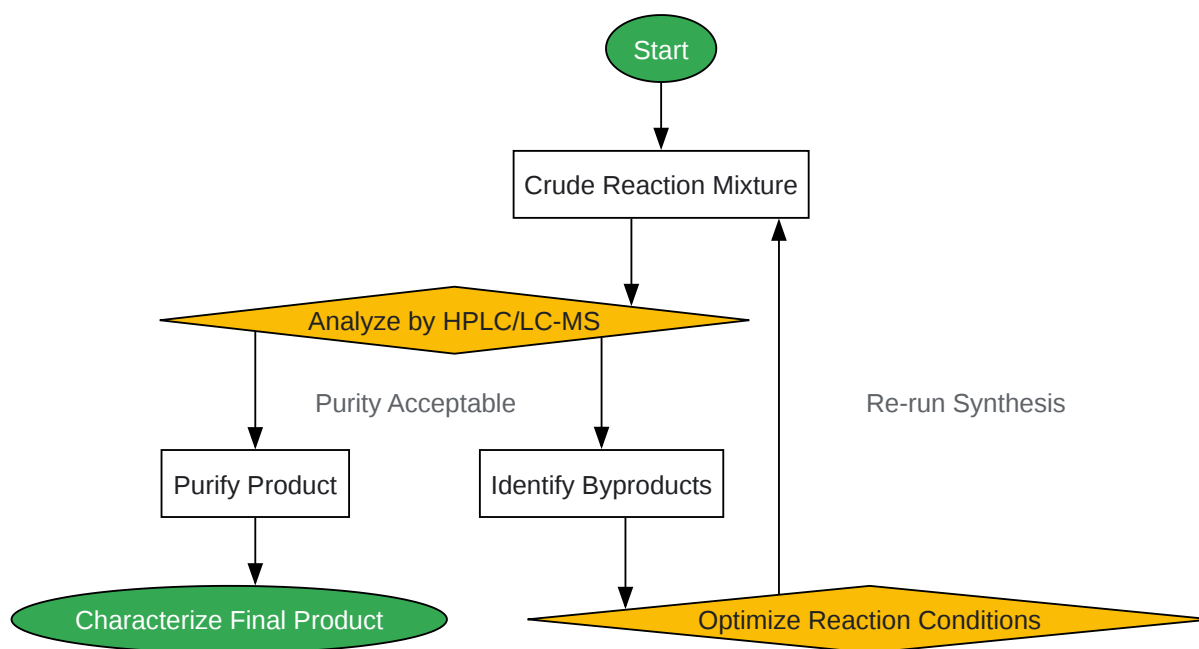 Start
Crude Reaction Mixture
Analyze by HPLC/LC-MS
Purity Acceptable
Re-run Synthesis
Purify Product
Identify Byproducts
Characterize Final Product
Optimize Reaction Conditions